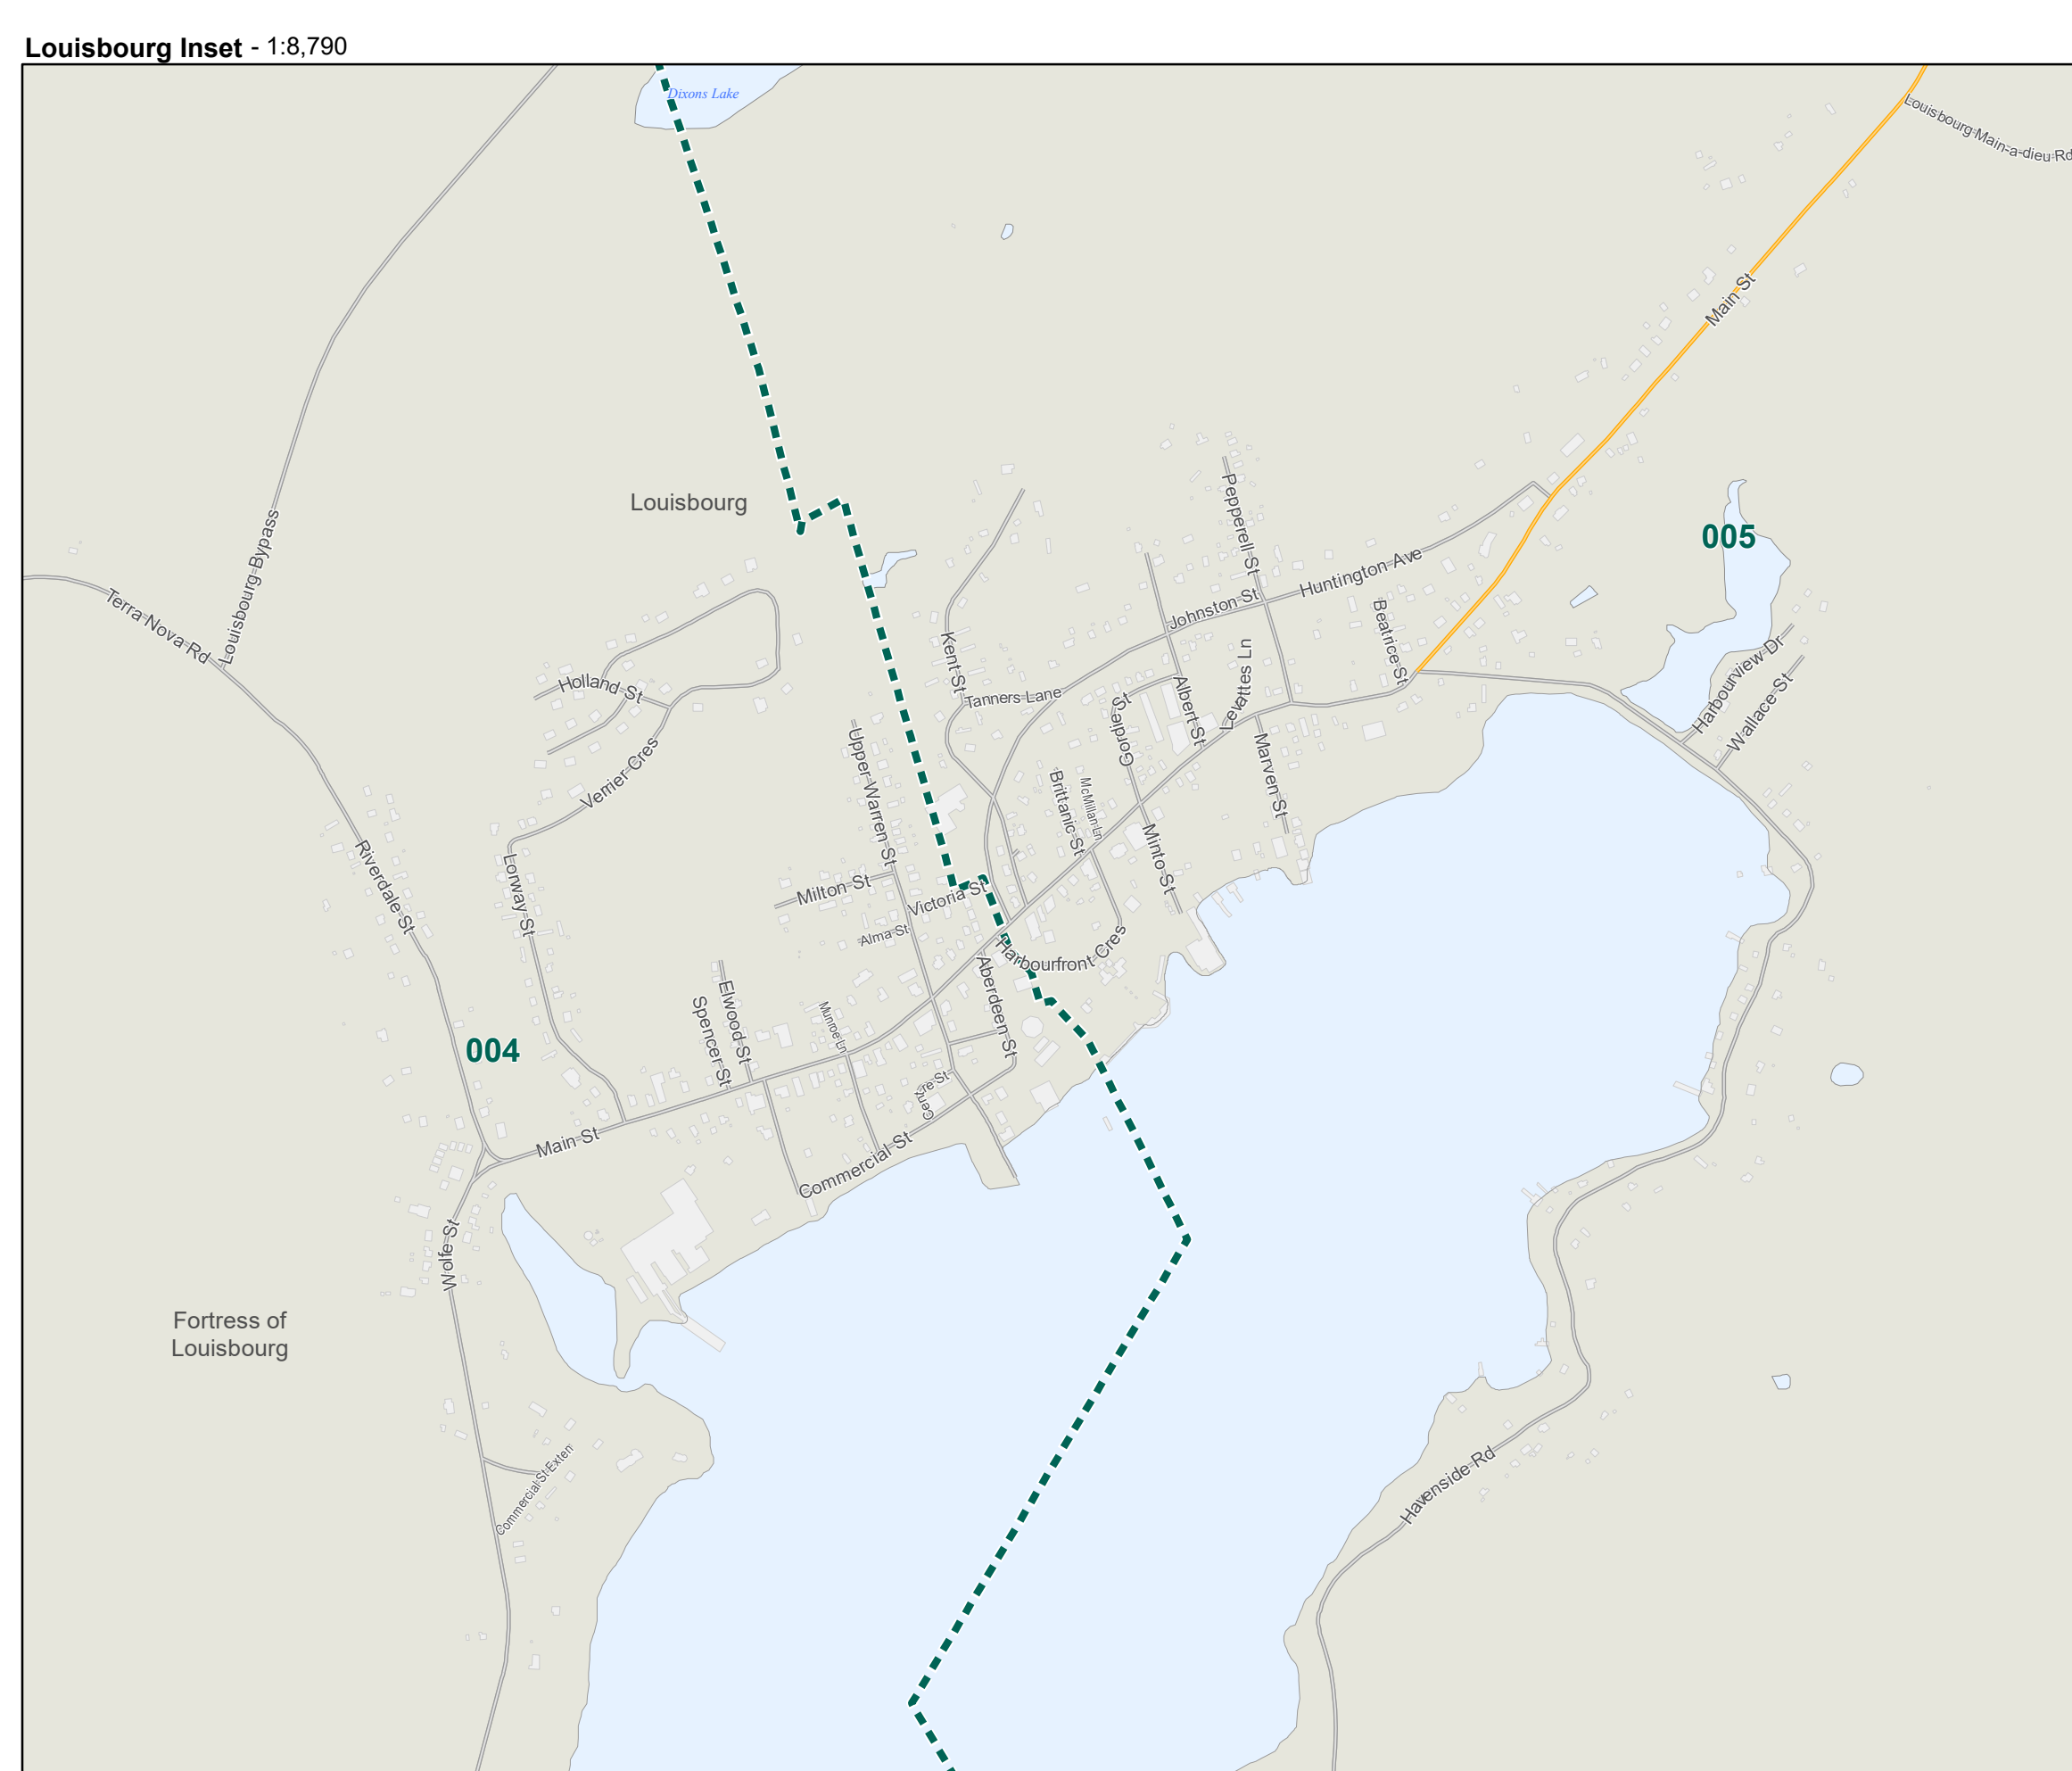 Louisbourg Inset - 1:8,790
Dixons Lake
Louisbourg Main-a-dieu Rd
Main St
Louisbourg
Pepperell St
005
Louisbourg Bypass
Huntington Ave
Terra Nova Rd
Johnston St
Beatrice St
Kent St
Levattes Ln
Harbourview Dr
Holland St
Tanners Lane
Albert St
Wallace St
Gordie St
Upper Warren St
Marven St
Verrier Cres
Brittanic St
McMillan Ln
Minto St
Riverdale St
Lorway St
Milton St
Victoria St
Alma St
Harbourfront Cres
Aberdeen St
Elwood St
Spencer St
Munroe Ln
004
Centre St
Main St
Commercial St
Wolfe St
Fortress of
Louisbourg
Commercial St Exten
Havenside Rd